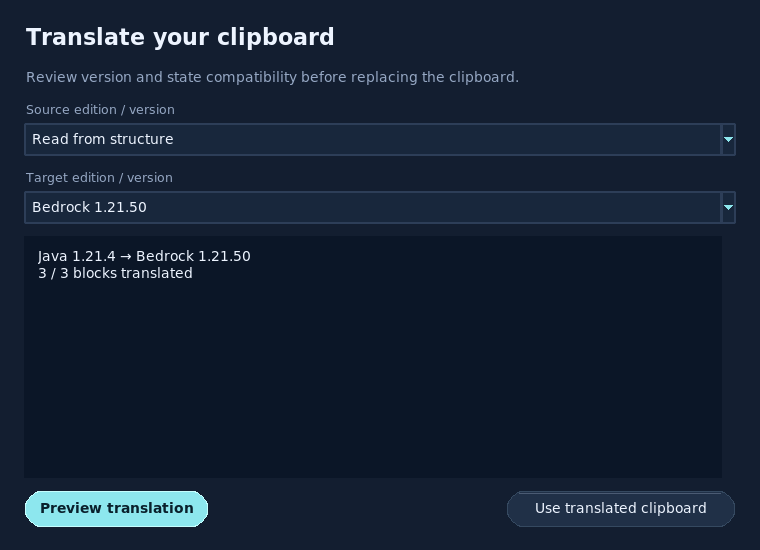 Translate your clipboard
Review version and state compatibility before replacing the clipboard.
Source edition / version
Read from structure
Target edition / version
Bedrock 1.21.50
Java 1.21.4 → Bedrock 1.21.50
3 / 3 blocks translated
Preview translation
Use translated clipboard